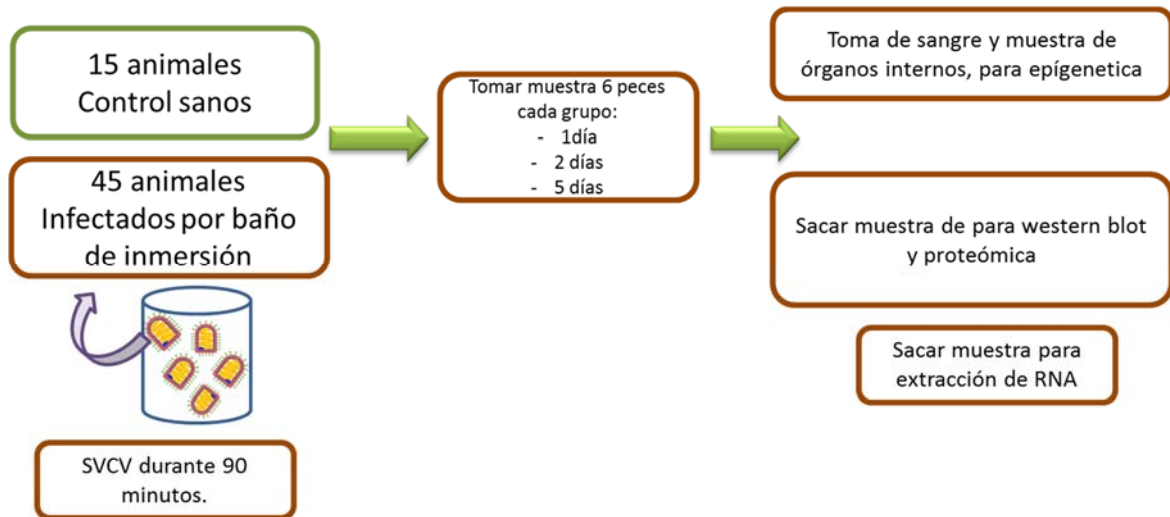 15 animales
Control sanos
45 animales
Infectados por baño
de inmersión
SVCV durante 90
minutos.
Tomar muestra 6 peces
cada grupo:
- 1día
- 2 días
- 5 días
Toma de sangre y muestra de
órganos internos, para epígenetica
Sacar muestra de para western blot
y proteómica
Sacar muestra para
extracción de RNA